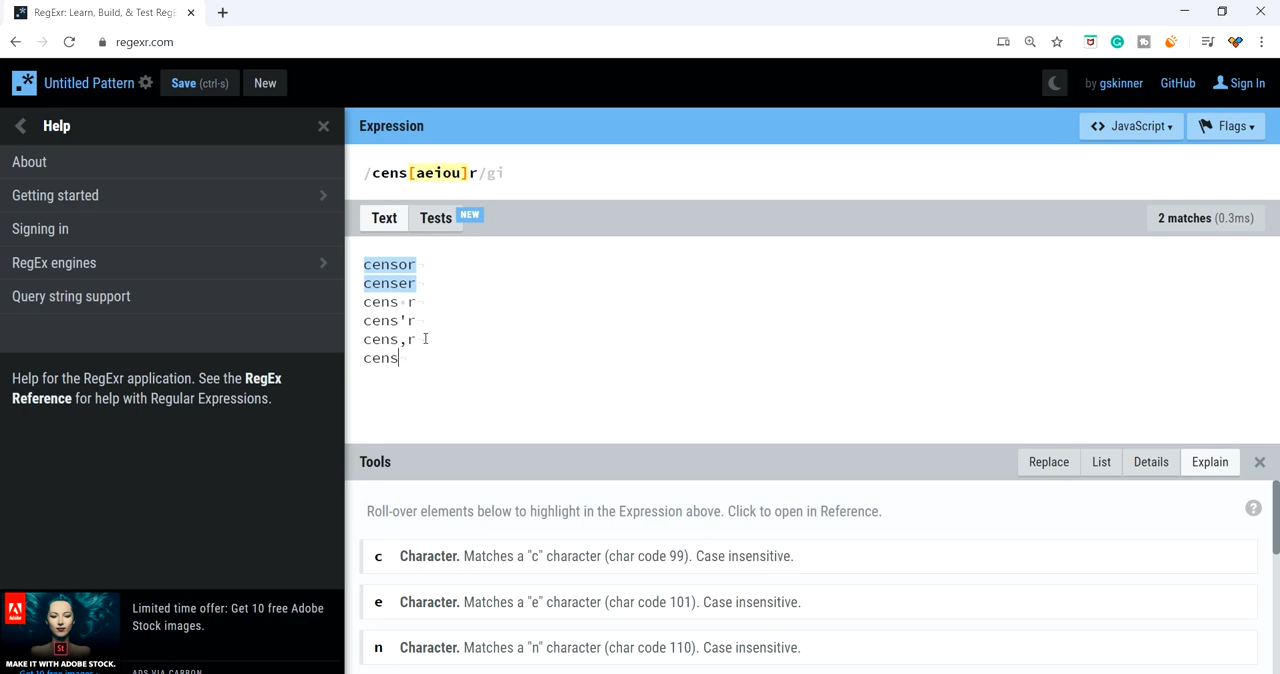 RegExr: Learn, Build, & Test Reg
regexr.com
Untitled Pattern Save (ctrl-s) New by gskinner GitHub Sign In
Help
About
Getting started
Signing in
RegEx engines
Query string support
Help for the RegExr application. See the RegEx
Reference for help with Regular Expressions.
St
MAKE IT WITH ADOBE STOCK.
Get 10 free images ›
Limited time offer: Get 10 free Adobe
Stock images.
ADS VIA CARBON
Expression <> JavaScript Flags
/cens[aeiou]r/gi
Text Tests NEW 2 matches (0.3ms)
censor
censer
cens r
cens'r
cens,r
cens
Tools Replace List Details Explain
Roll-over elements below to highlight in the Expression above. Click to open in Reference. ?
c Character. Matches a "c" character (char code 99). Case insensitive.
e Character. Matches a "e" character (char code 101). Case insensitive.
n Character. Matches a "n" character (char code 110). Case insensitive.